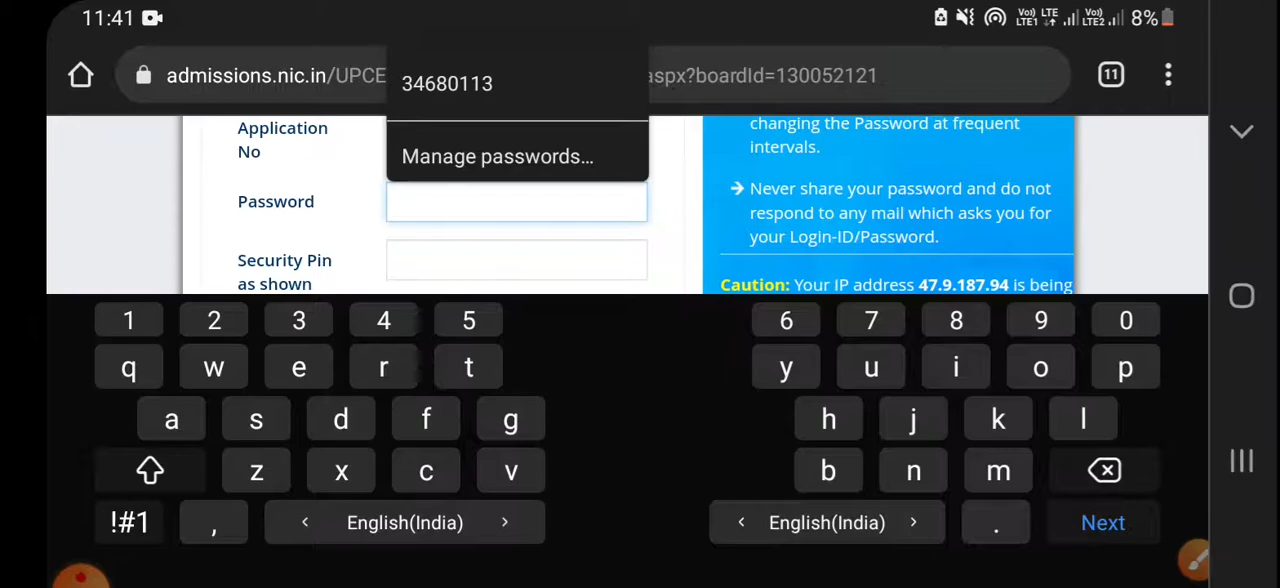 11:41
Vo) LTE Vo)
LTE1 LTE2 8%
admissions.nic.in/UPCE aspx?boardId=130052121 11
34680113
Manage passwords...
Application
No
Password
Security Pin
as shown
changing the Password at frequent
intervals.
Never share your password and do not
respond to any mail which asks you for
your Login-ID/Password.
Caution: Your IP address 47.9.187.94 is being
1 2 3 4 5 6 7 8 9 0
q w e r t y u i o p
a s d f g h j k l
z x c v b n m
!#1 , < English(India) > < English(India) > . Next